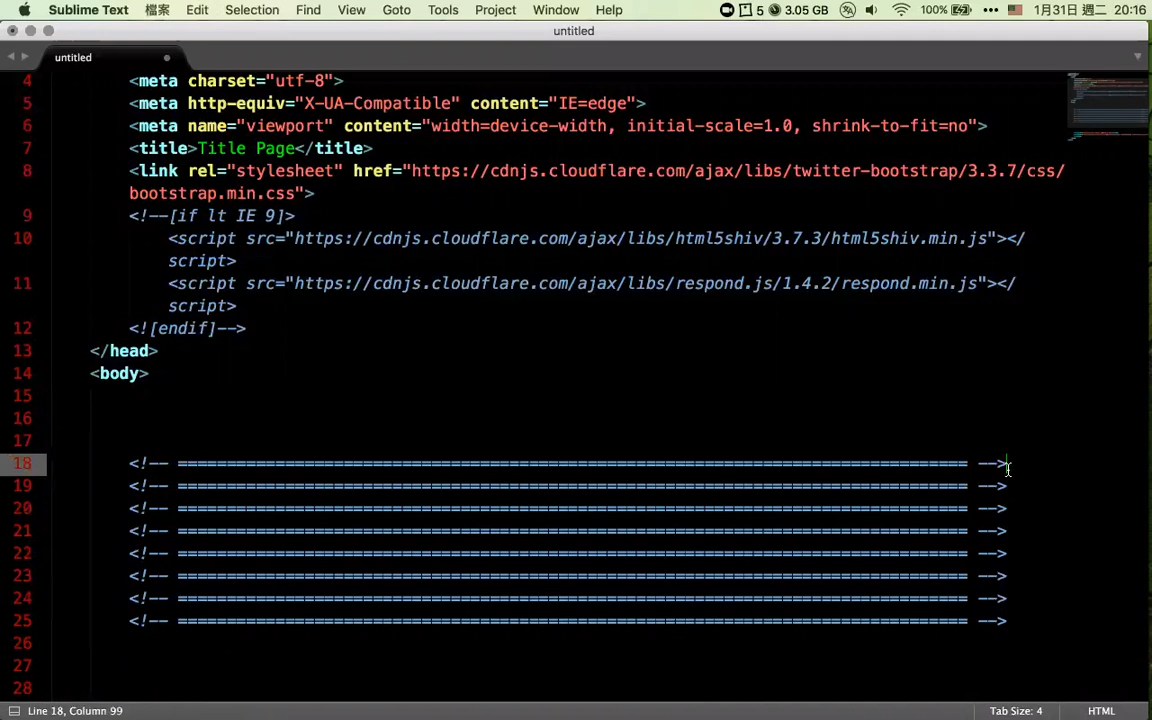 Sublime Text 檔案 Edit Selection Find View Goto Tools Project Window Help 5 3.05 GB 100% 1月31日 週二 20:16
untitled
untitled
4 <meta charset="utf-8">
5 <meta http-equiv="X-UA-Compatible" content="IE=edge">
6 <meta name="viewport" content="width=device-width, initial-scale=1.0, shrink-to-fit=no">
7 <title>Title Page</title>
8 <link rel="stylesheet" href="https://cdnjs.cloudflare.com/ajax/libs/twitter-bootstrap/3.3.7/css/
bootstrap.min.css">
9 <!--[if lt IE 9]>
10 <script src="https://cdnjs.cloudflare.com/ajax/libs/html5shiv/3.7.3/html5shiv.min.js"></
script>
11 <script src="https://cdnjs.cloudflare.com/ajax/libs/respond.js/1.4.2/respond.min.js"></
script>
12 <![endif]-->
13 </head>
14 <body>
15
16
17
18 <!-- ================================================================================= -->
19 <!-- ================================================================================= -->
20 <!-- ================================================================================= -->
21 <!-- ================================================================================= -->
22 <!-- ================================================================================= -->
23 <!-- ================================================================================= -->
24 <!-- ================================================================================= -->
25 <!-- ================================================================================= -->
26
27
28
Line 18, Column 99 Tab Size: 4 HTML